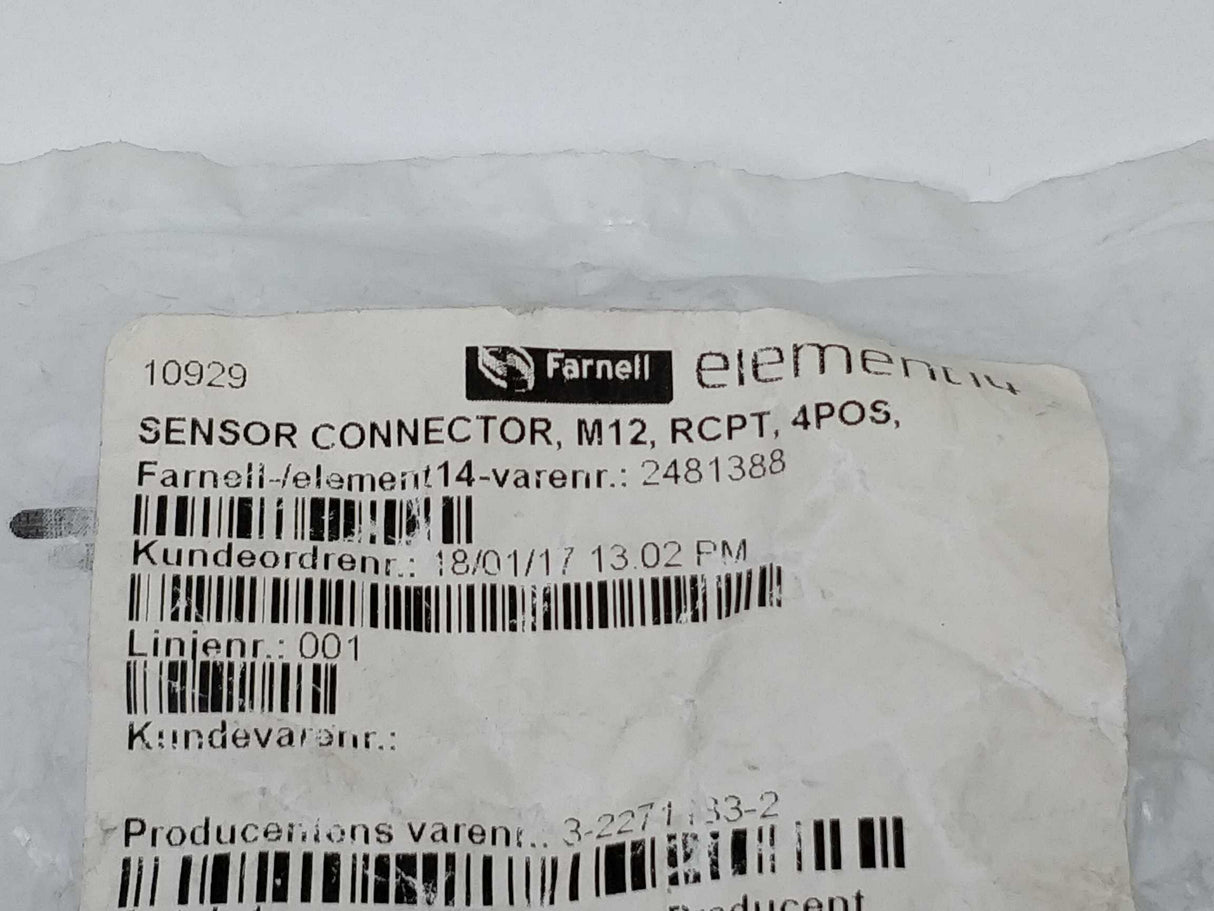 10929
Farnell element14
SENSOR CONNECTOR, M12, RCPT, 4POS,
Farnell-/element14-varenr.: 2481388
Kundeordrenr.: 18/01/17 13.02 PM
Linjenr.: 001
Kundevarenr.:
Producentens varenr.:
Producent